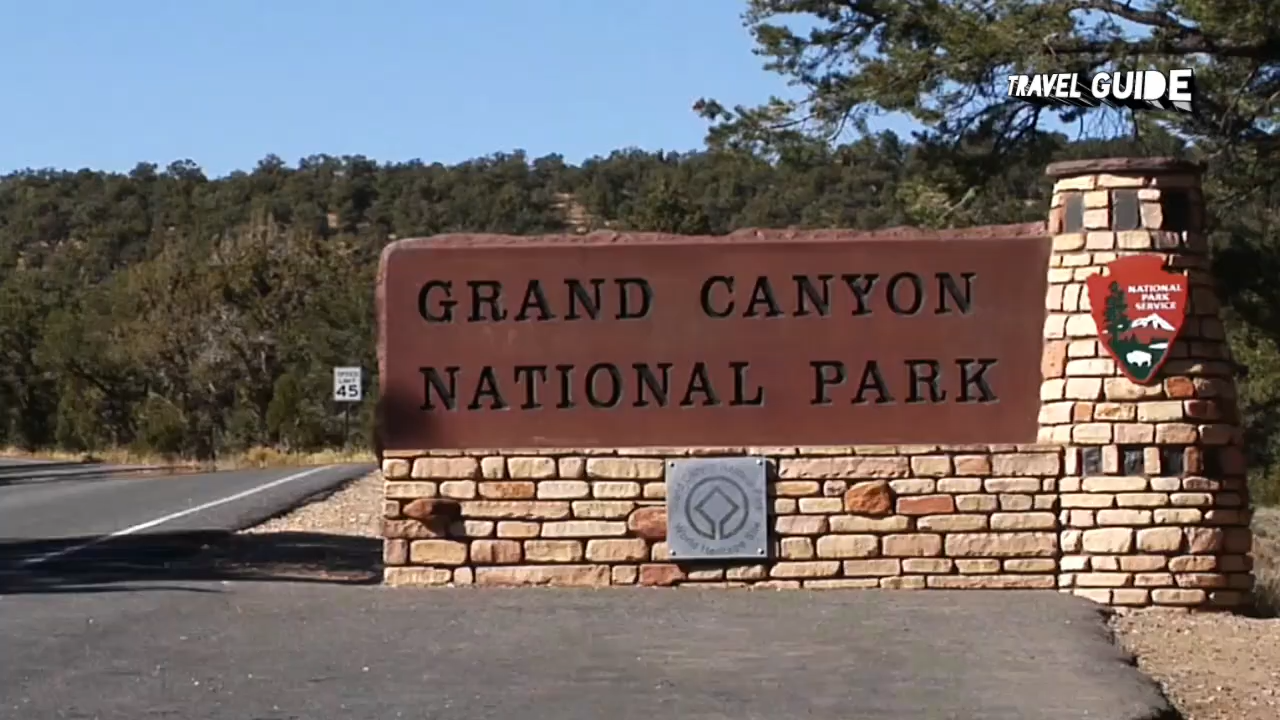 TRAVEL GUIDE
GRAND CANYON
NATIONAL PARK
NATIONAL
PARK
SERVICE
SPEED
LIMIT
45
World Heritage Site